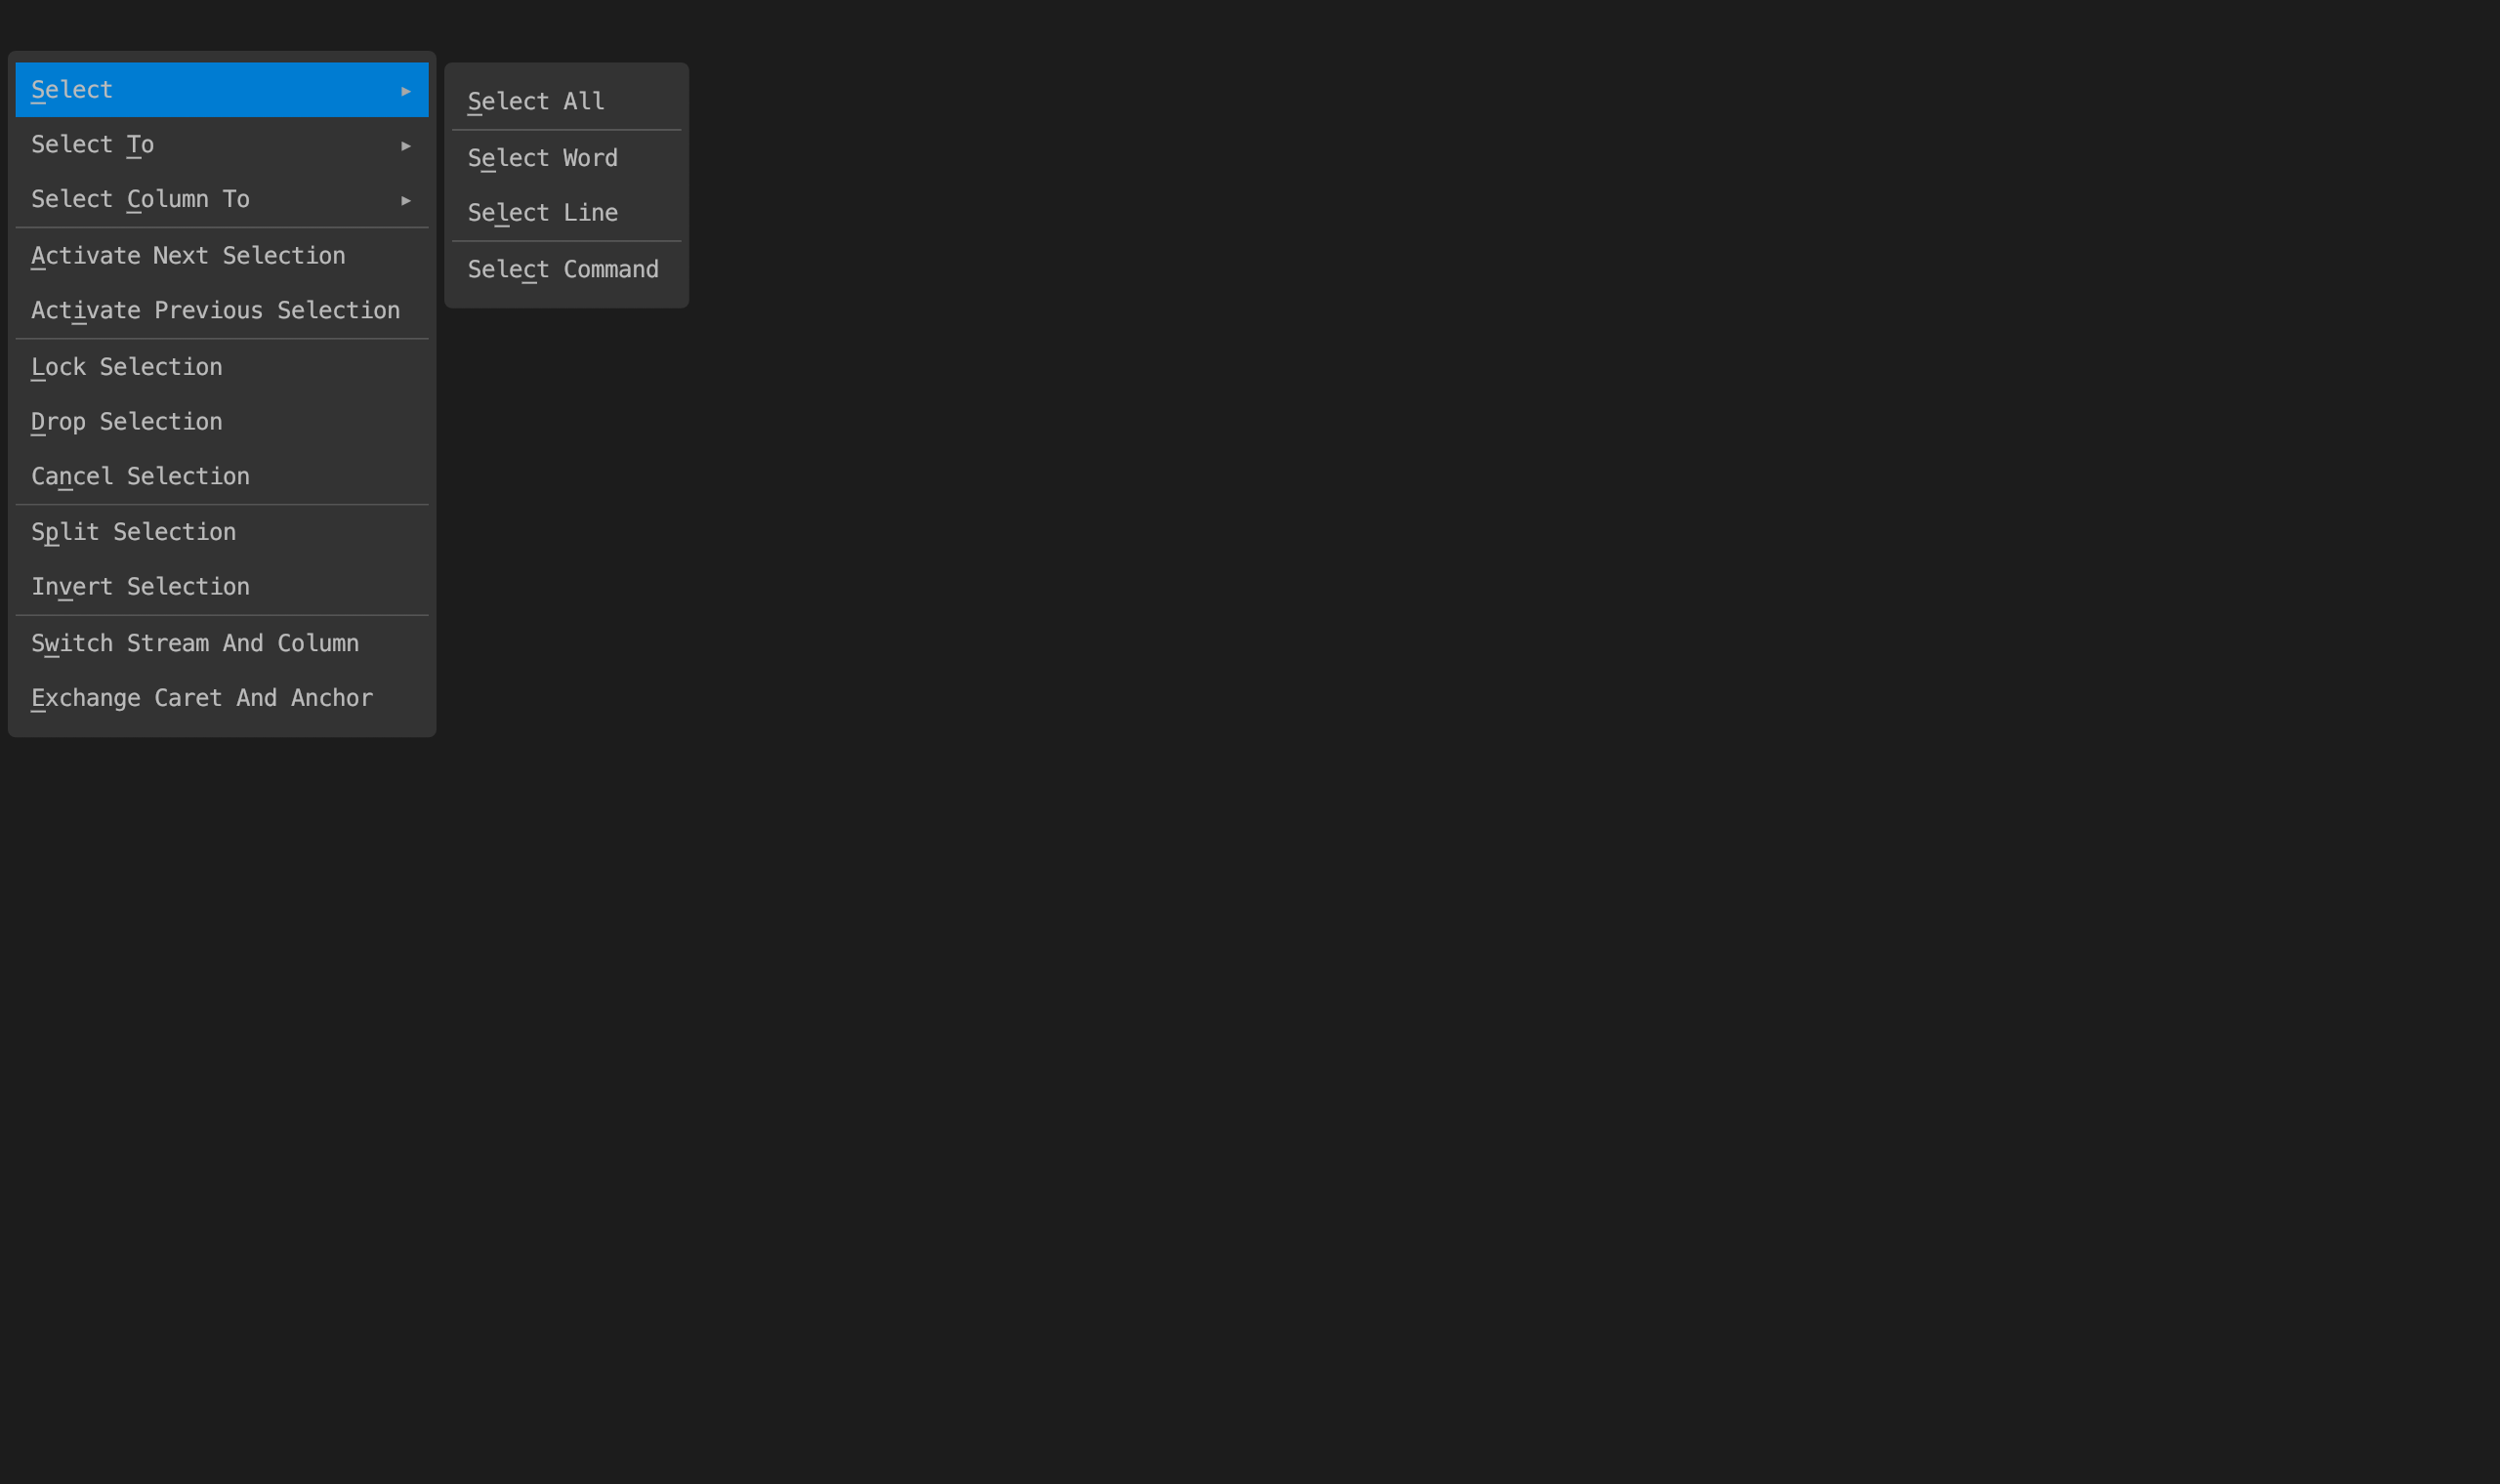 Select ▸
Select To ▸
Select Column To ▸
Activate Next Selection
Activate Previous Selection
Lock Selection
Drop Selection
Cancel Selection
Split Selection
Invert Selection
Switch Stream And Column
Exchange Caret And Anchor
Select All
Select Word
Select Line
Select Command